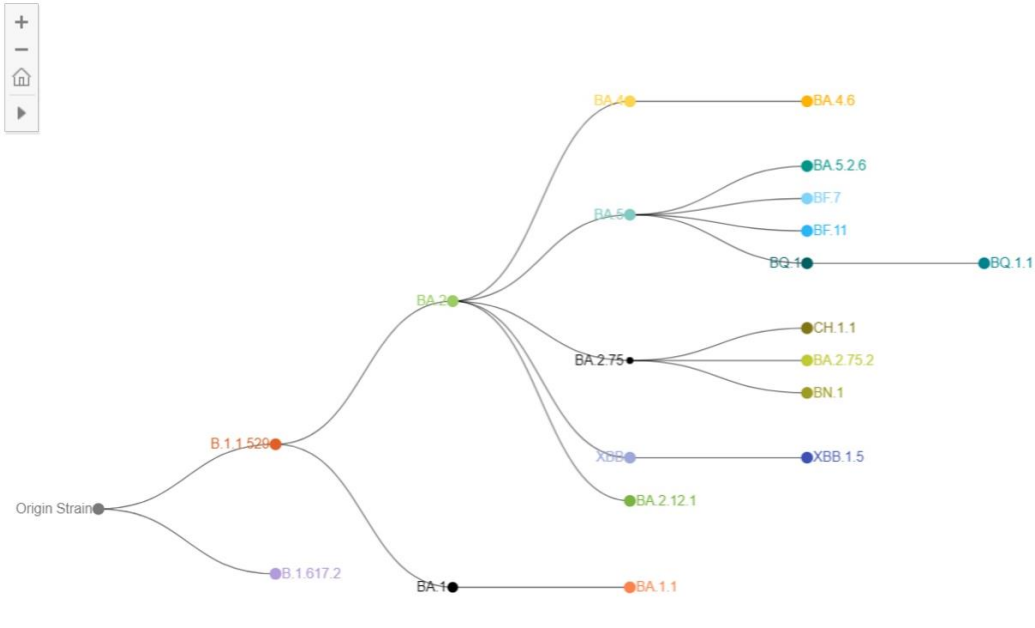 BA.4
BA.4.6
BA.5.2.6
BF.7
BA.5
BF.11
BQ.1
BQ.1.1
BA.2
CH.1.1
BA.2.75
BA.2.75.2
BN.1
B.1.1.529
XBB
XBB.1.5
BA.2.12.1
Origin Strain
B.1.617.2
BA.1
BA.1.1